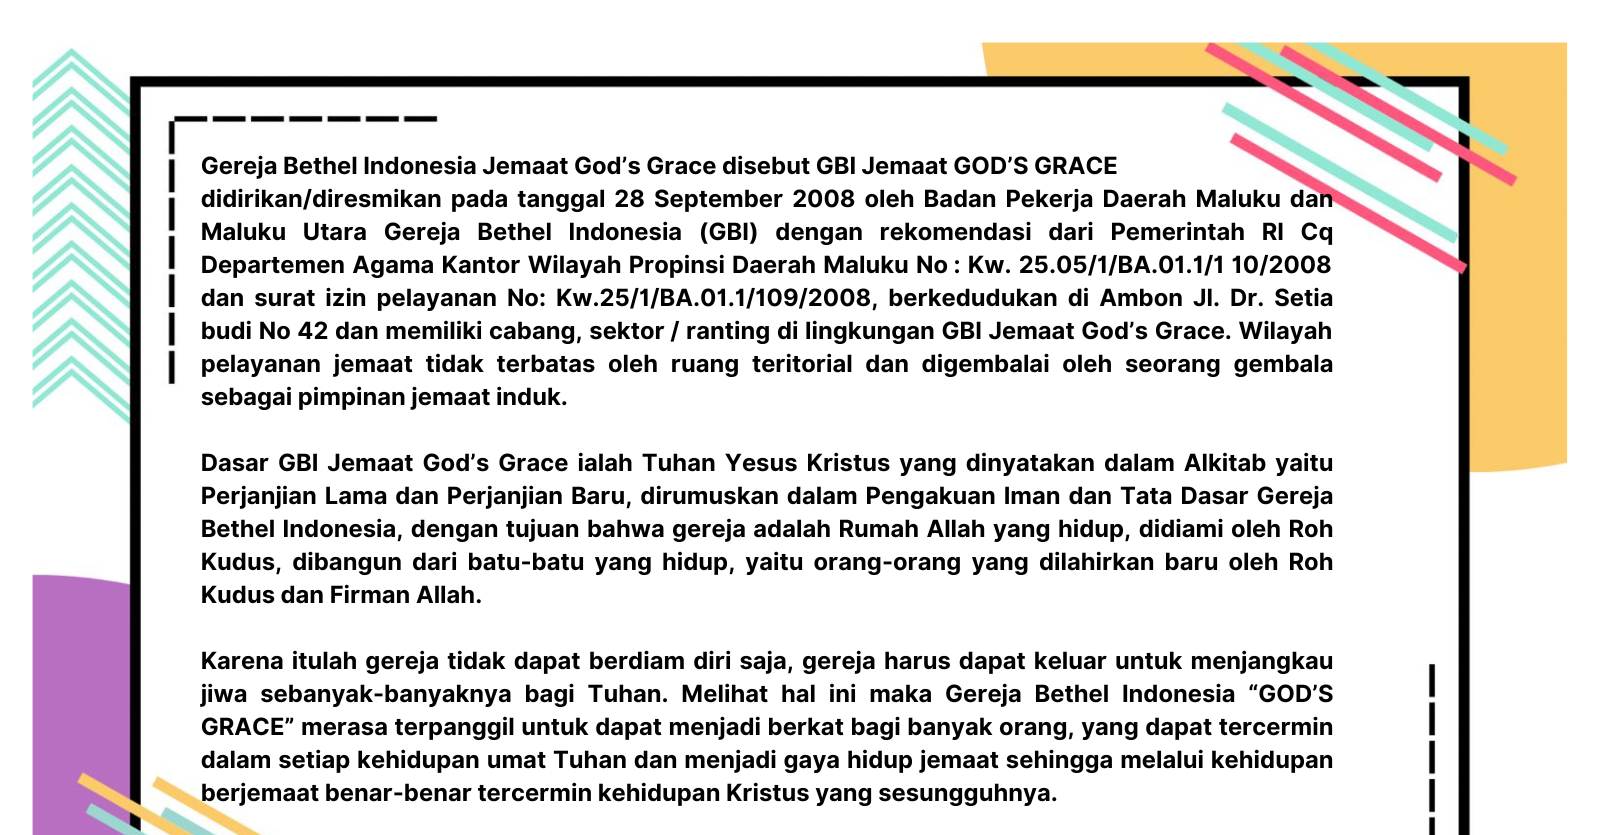 Gereja Bethel Indonesia Jemaat God’s Grace disebut GBI Jemaat GOD’S GRACE
didirikan/diresmikan pada tanggal 28 September 2008 oleh Badan Pekerja Daerah Maluku dan
Maluku Utara Gereja Bethel Indonesia (GBI) dengan rekomendasi dari Pemerintah RI Cq
Departemen Agama Kantor Wilayah Propinsi Daerah Maluku No : Kw. 25.05/1/BA.01.1/1 10/2008
dan surat izin pelayanan No: Kw.25/1/BA.01.1/109/2008, berkedudukan di Ambon Jl. Dr. Setia
budi No 42 dan memiliki cabang, sektor / ranting di lingkungan GBI Jemaat God’s Grace. Wilayah
pelayanan jemaat tidak terbatas oleh ruang teritorial dan digembalai oleh seorang gembala
sebagai pimpinan jemaat induk.
Dasar GBI Jemaat God’s Grace ialah Tuhan Yesus Kristus yang dinyatakan dalam Alkitab yaitu
Perjanjian Lama dan Perjanjian Baru, dirumuskan dalam Pengakuan Iman dan Tata Dasar Gereja
Bethel Indonesia, dengan tujuan bahwa gereja adalah Rumah Allah yang hidup, didiami oleh Roh
Kudus, dibangun dari batu-batu yang hidup, yaitu orang-orang yang dilahirkan baru oleh Roh
Kudus dan Firman Allah.
Karena itulah gereja tidak dapat berdiam diri saja, gereja harus dapat keluar untuk menjangkau
jiwa sebanyak-banyaknya bagi Tuhan. Melihat hal ini maka Gereja Bethel Indonesia “GOD’S
GRACE” merasa terpanggil untuk dapat menjadi berkat bagi banyak orang, yang dapat tercermin
dalam setiap kehidupan umat Tuhan dan menjadi gaya hidup jemaat sehingga melalui kehidupan
berjemaat benar-benar tercermin kehidupan Kristus yang sesungguhnya.